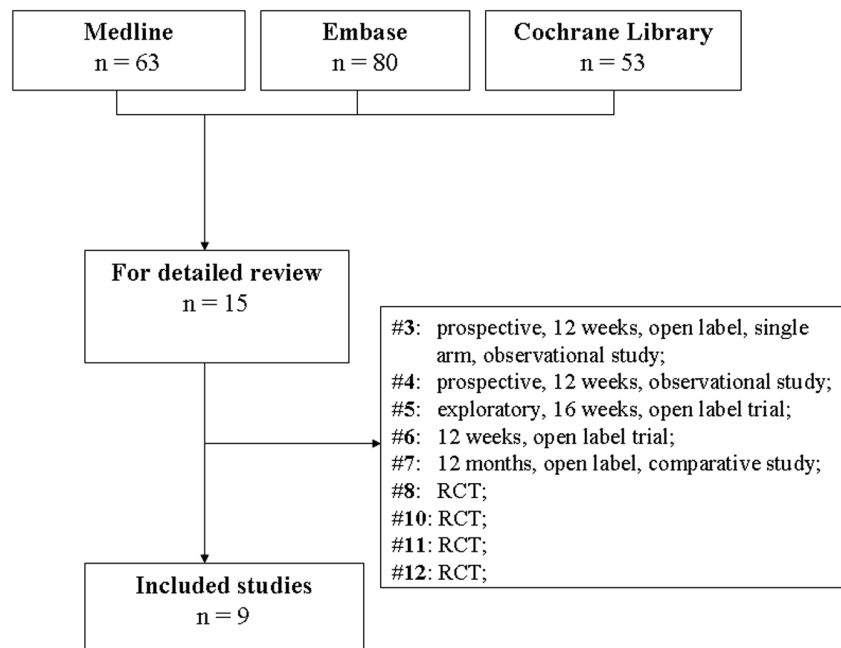 Medline
n = 63
Embase
n = 80
Cochrane Library
n = 53
For detailed review
n = 15
#3: prospective, 12 weeks, open label, single
arm, observational study;
#4: prospective, 12 weeks, observational study;
#5: exploratory, 16 weeks, open label trial;
#6: 12 weeks, open label trial;
#7: 12 months, open label, comparative study;
#8: RCT;
#10: RCT;
#11: RCT;
#12: RCT;
Included studies
n = 9